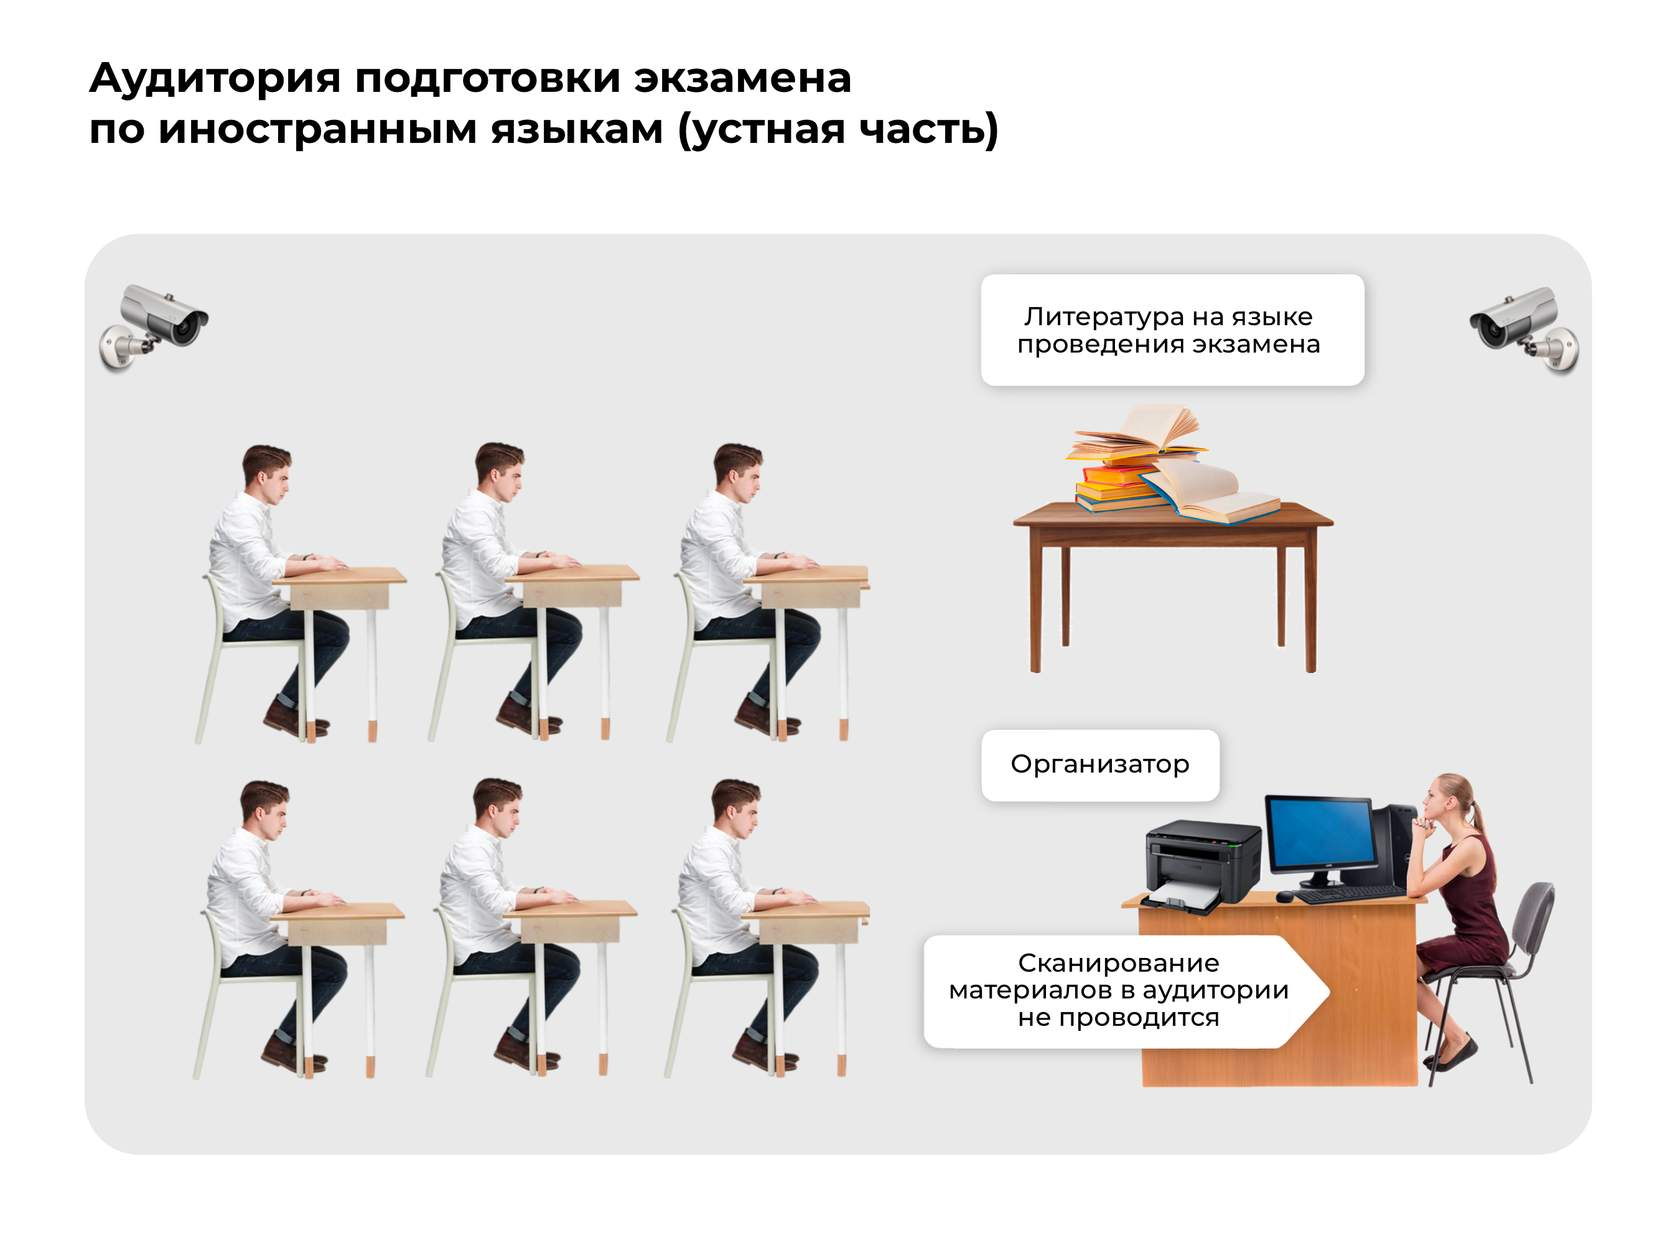 Аудитория подготовки экзамена
по иностранным языкам (устная часть)
Литература на языке
проведения экзамена
Организатор
Сканирование
материалов в аудитории
не проводится